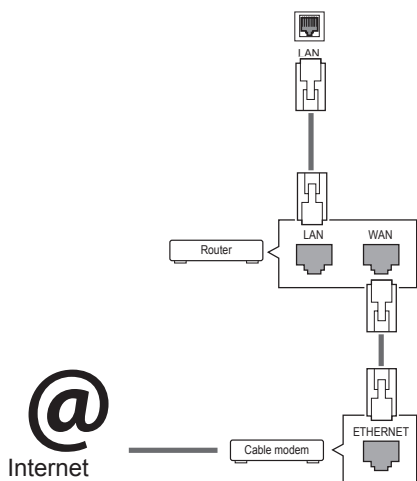 LAN
LAN WAN
Router
ETHERNET
@
Cable modem
Internet